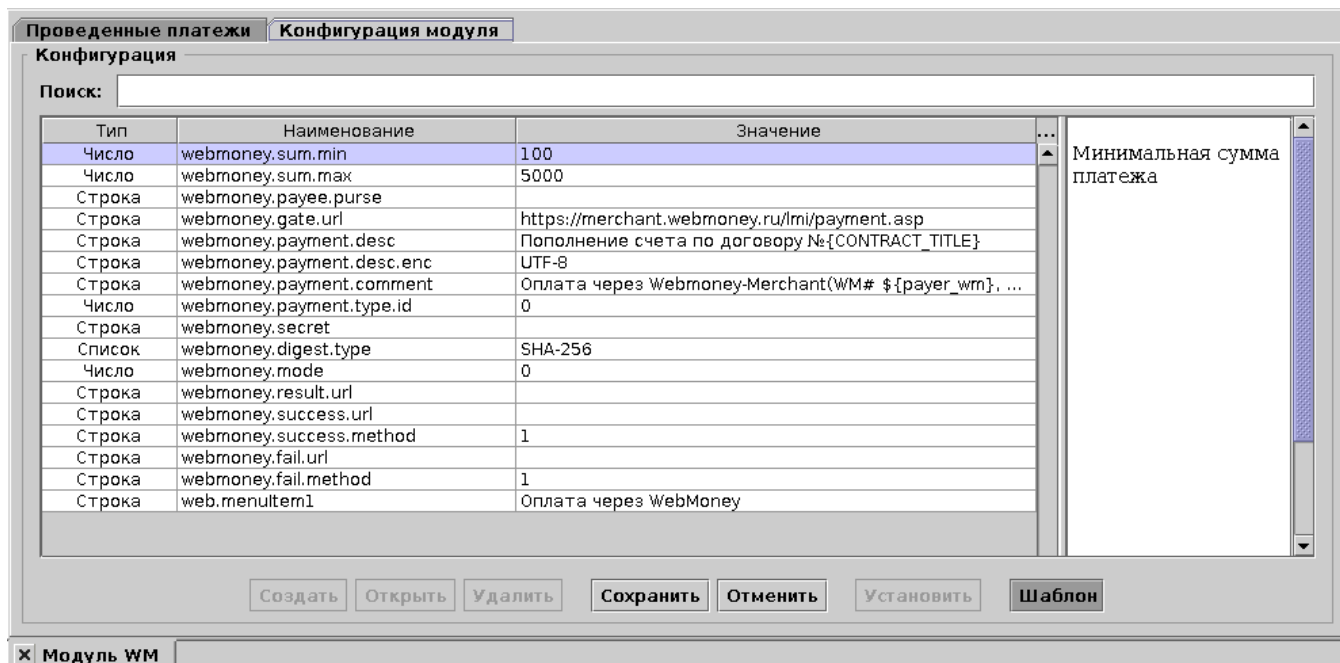 Проведенные платежи Конфигурация модуля
Конфигурация
Поиск:
Тип Наименование Значение ...
Число webmoney.sum.min 100
Число webmoney.sum.max 5000
Строка webmoney.payee.purse
Строка webmoney.gate.url https://merchant.webmoney.ru/lmi/payment.asp
Строка webmoney.payment.desc Пополнение счета по договору №{CONTRACT_TITLE}
Строка webmoney.payment.desc.enc UTF-8
Строка webmoney.payment.comment Оплата через Webmoney-Merchant(WM# ${payer_wm}, ...
Число webmoney.payment.type.id 0
Строка webmoney.secret
Список webmoney.digest.type SHA-256
Число webmoney.mode 0
Строка webmoney.result.url
Строка webmoney.success.url
Строка webmoney.success.method 1
Строка webmoney.fail.url
Строка webmoney.fail.method 1
Строка web.menuItem1 Оплата через WebMoney
Минимальная сумма
платежа
Создать Открыть Удалить Сохранить Отменить Установить Шаблон
Модуль WM